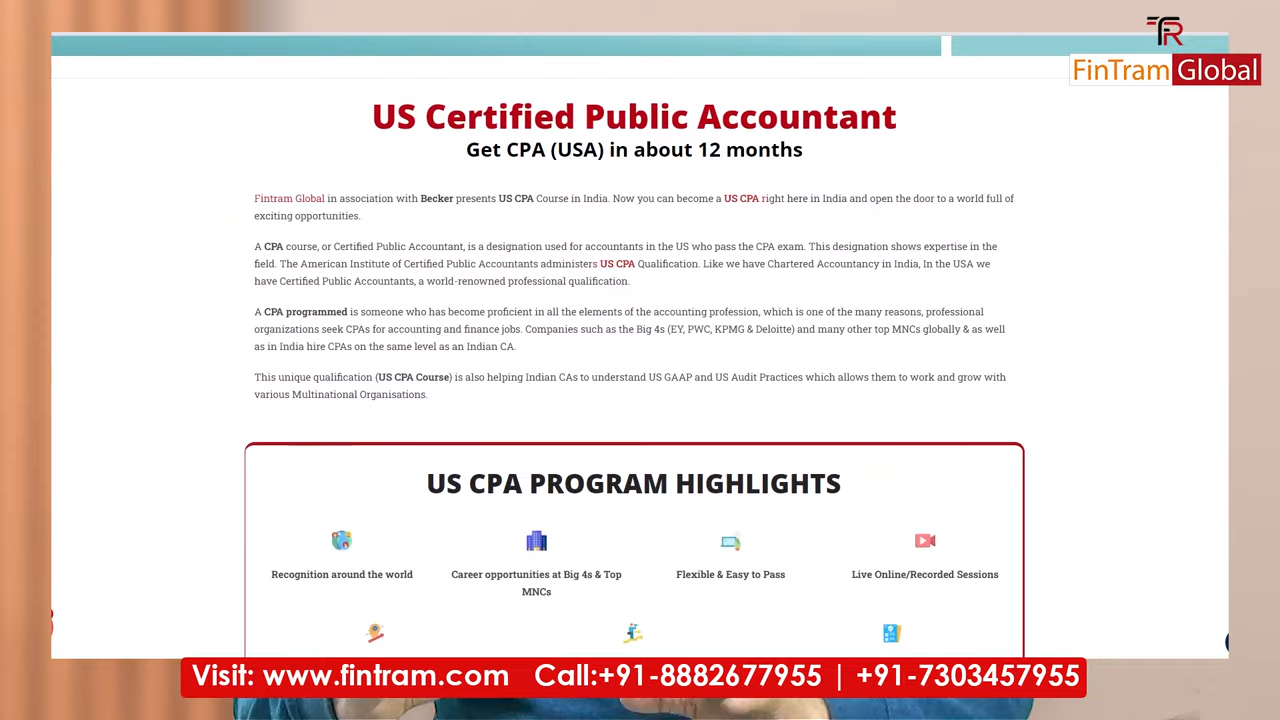 FR
FinTram Global
US Certified Public Accountant
Get CPA (USA) in about 12 months
Fintram Global in association with Becker presents US CPA Course in India. Now you can become a US CPA right here in India and open the door to a world full of
exciting opportunities.
A CPA course, or Certified Public Accountant, is a designation used for accountants in the US who pass the CPA exam. This designation shows expertise in the
field. The American Institute of Certified Public Accountants administers US CPA Qualification. Like we have Chartered Accountancy in India, In the USA we
have Certified Public Accountants, a world-renowned professional qualification.
A CPA programmed is someone who has become proficient in all the elements of the accounting profession, which is one of the many reasons, professional
organizations seek CPAs for accounting and finance jobs. Companies such as the Big 4s (EY, PWC, KPMG & Deloitte) and many other top MNCs globally & as well
as in India hire CPAs on the same level as an Indian CA.
This unique qualification (US CPA Course) is also helping Indian CAs to understand US GAAP and US Audit Practices which allows them to work and grow with
various Multinational Organisations.
US CPA PROGRAM HIGHLIGHTS
Recognition around the world
Career opportunities at Big 4s & Top
MNCs
Flexible & Easy to Pass
Live Online/Recorded Sessions
Visit: www.fintram.com Call:+91-8882677955 | +91-7303457955